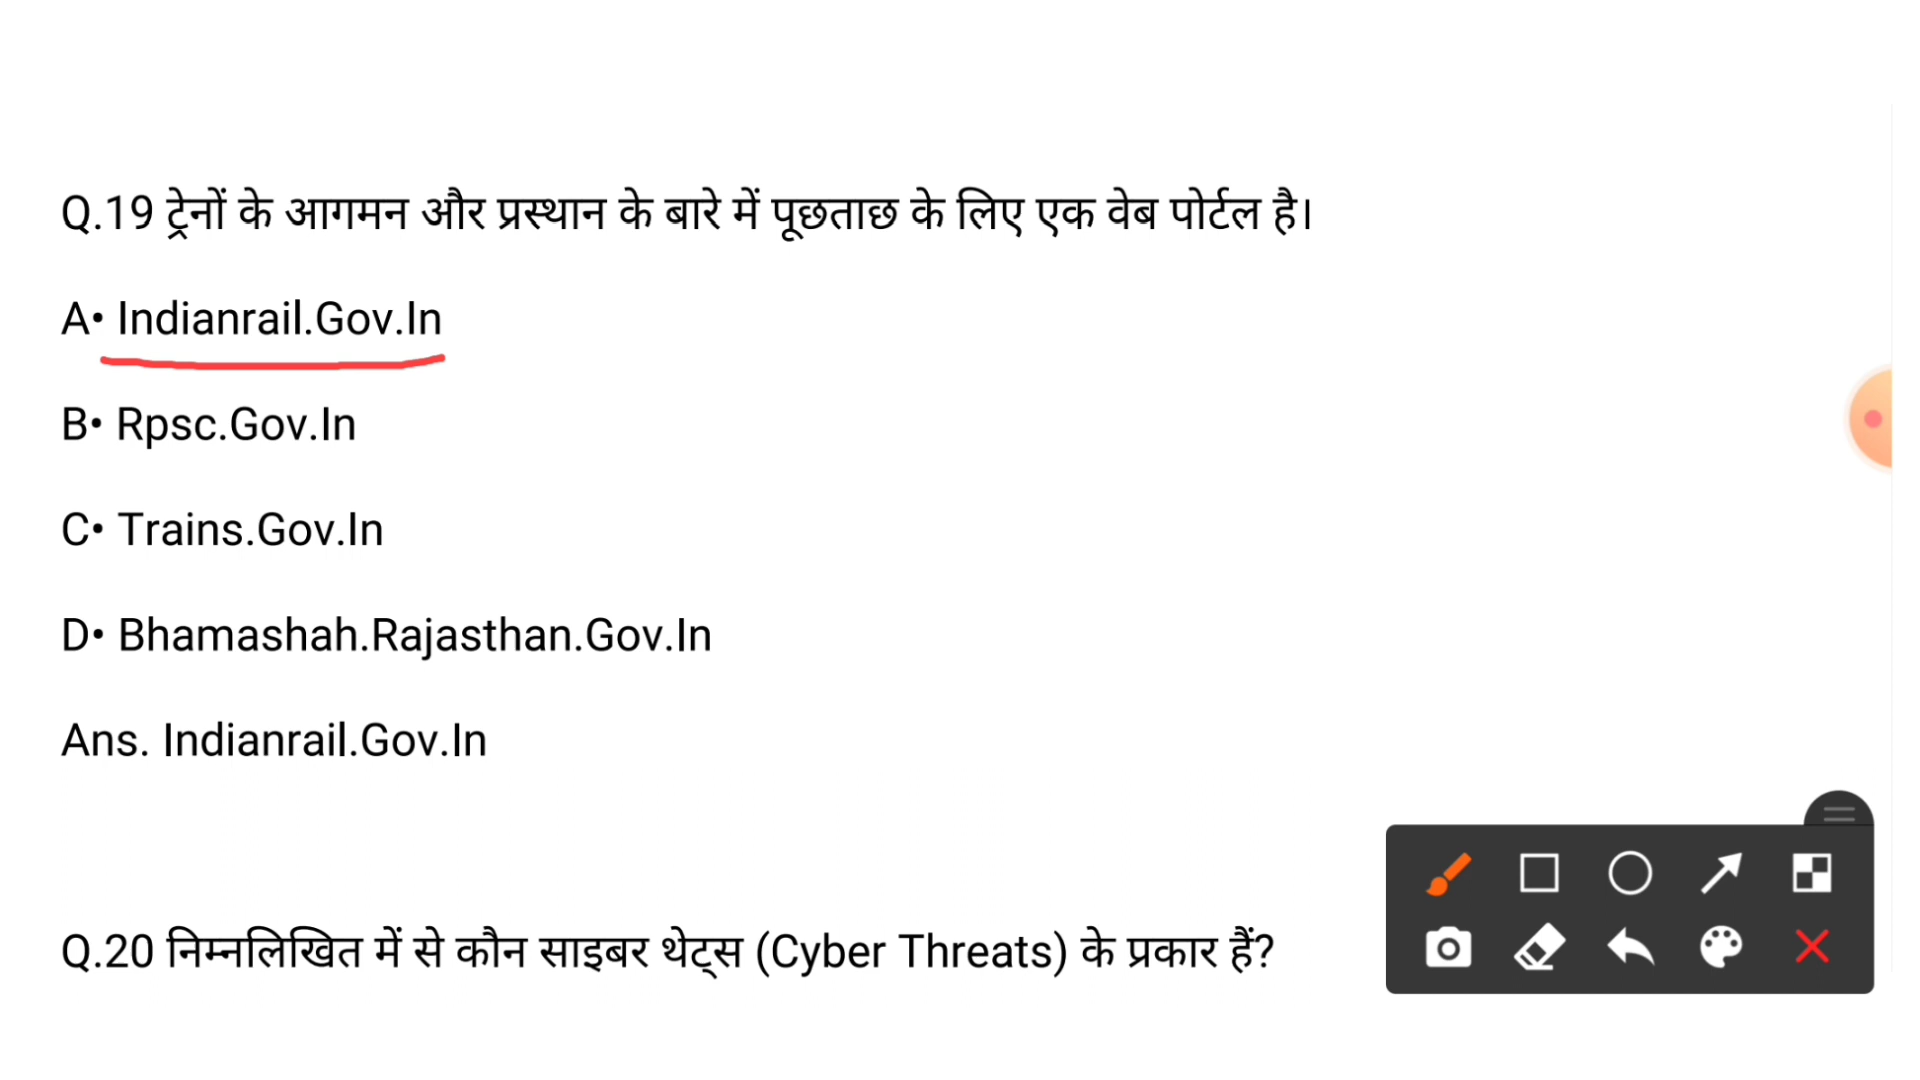 Q.19 ट्रेनों के आगमन और प्रस्थान के बारे में पूछताछ के लिए एक वेब पोर्टल है।
A• Indianrail.Gov.In
B• Rpsc.Gov.In
C• Trains.Gov.In
D• Bhamashah.Rajasthan.Gov.In
Ans. Indianrail.Gov.In
Q.20 निम्नलिखित में से कौन साइबर थेट्स (Cyber Threats) के प्रकार हैं?